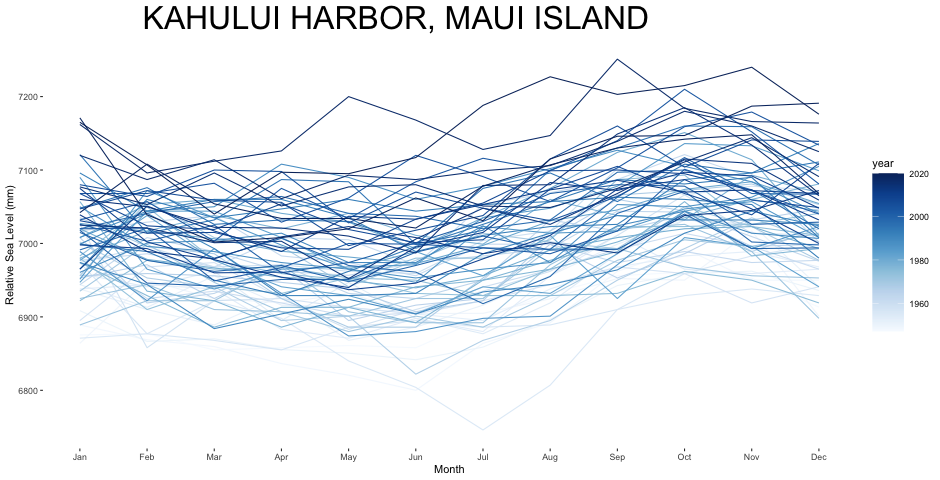 KAHULUI HARBOR, MAUI ISLAND
Relative Sea Level (mm)
7200
7100
7000
6900
6800
Jan Feb Mar Apr May Jun Jul Aug Sep Oct Nov Dec
Month
year
2020
2000
1980
1960